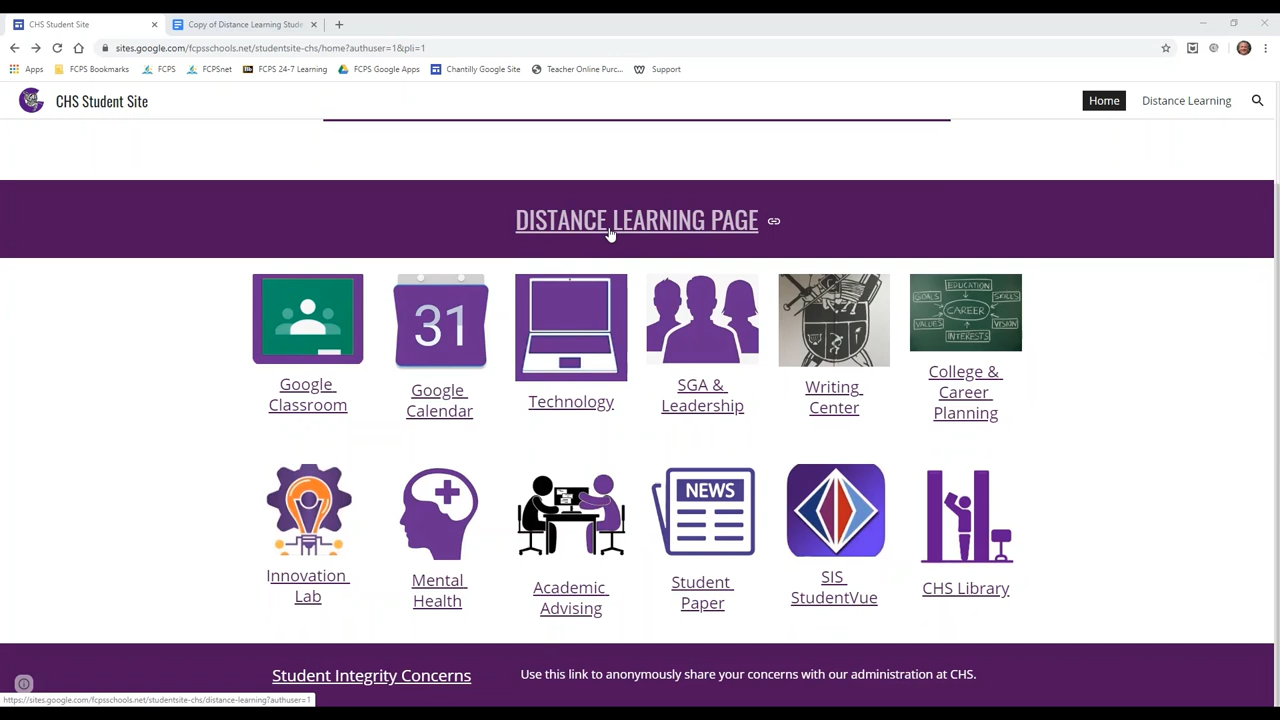 CHS Student Site
Copy of Distance Learning Stude
sites.google.com/fcpsschools.net/studentsite-chs/home?authuser=1&pli=1
Apps FCPS Bookmarks FCPS FCPSnet FCPS 24-7 Learning FCPS Google Apps Chantilly Google Site Teacher Online Purc... Support
CHS Student Site Home Distance Learning
DISTANCE LEARNING PAGE
31
EDUCATION
GOALS SKILLS
CAREER
VALUES VISION
INTERESTS
Google
Classroom
Google
Calendar
Technology
SGA &
Leadership
Writing
Center
College &
Career
Planning
NEWS
Innovation
Lab
Mental
Health
Academic
Advising
Student
Paper
SIS
StudentVue
CHS Library
Student Integrity Concerns Use this link to anonymously share your concerns with our administration at CHS.
https://sites.google.com/fcpsschools.net/studentsite-chs/distance-learning?authuser=1